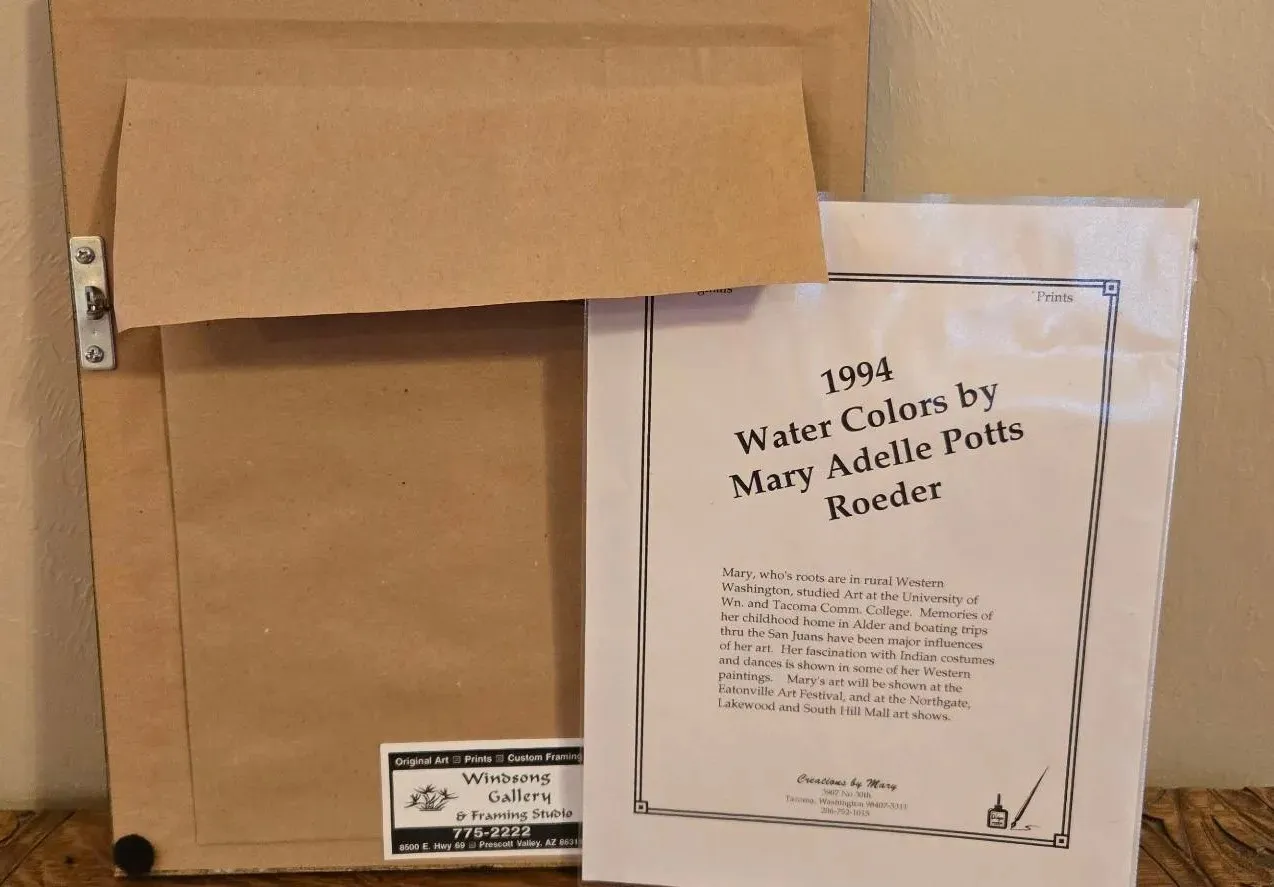 Prints
1994
Water Colors by
Mary Adelle Potts
Roeder
Mary, who's roots are in rural Western
Washington, studied Art at the University of
Wn. and Tacoma Comm. College. Memories of
her childhood home in Alder and boating trips
thru the San Juans have been major influences
of her art. Her fascination with Indian costumes
and dances is shown in some of her Western
paintings. Mary's art will be shown at the
Eatonville Art Festival, and at the Northgate,
Lakewood and South Hill Mall art shows.
Creations by Mary
Tacoma, Washington
Original Art Prints Custom Framing
Windsong
Gallery
& Framing Studio
775-2222
8500 E. Hwy 69 Prescott Valley, AZ